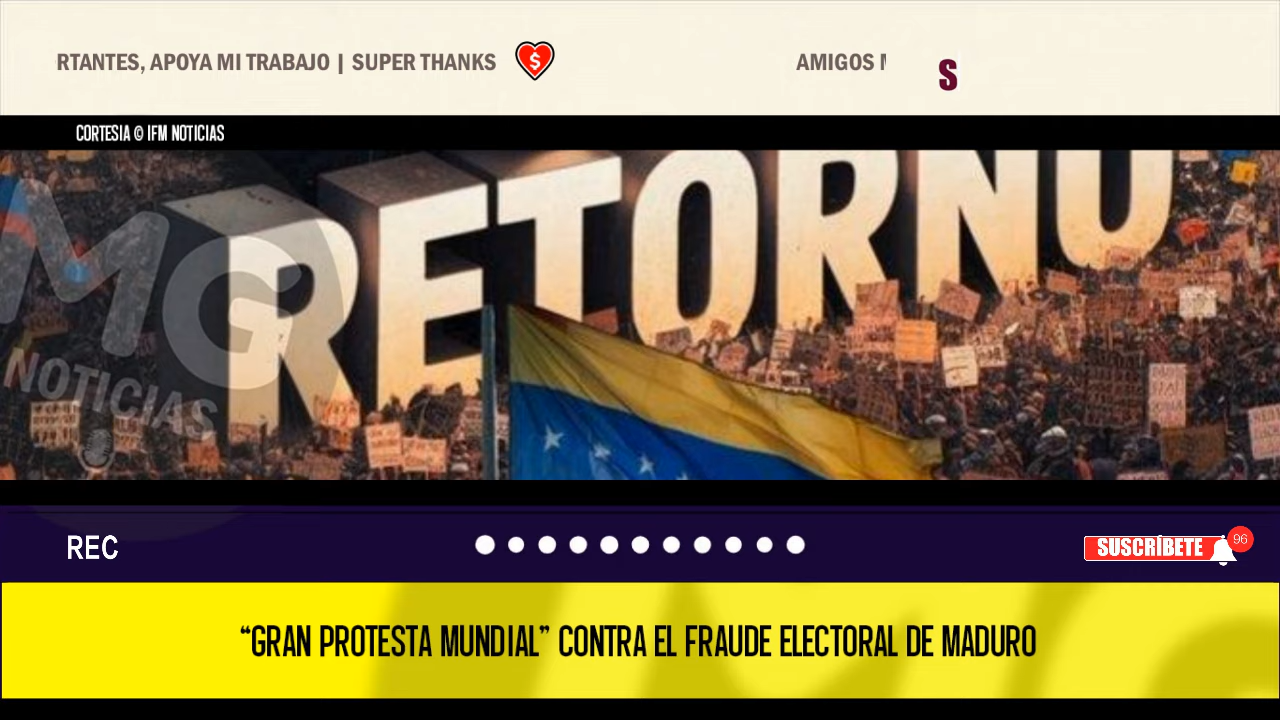 RTANTES, APOYA MI TRABAJO | SUPER THANKS $
AMIGOS
S
CORTESIA © IFM NOTICIAS
RETORNO
MG
NOTICIAS
REC
SUSCRÍBETE 96
“GRAN PROTESTA MUNDIAL” CONTRA EL FRAUDE ELECTORAL DE MADURO